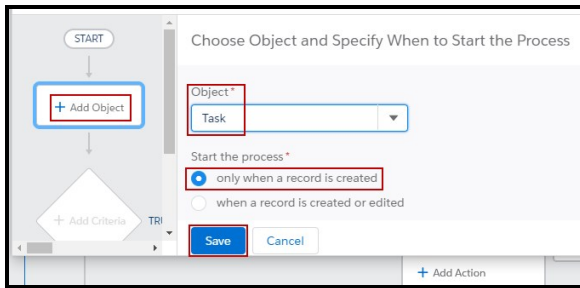 START
Choose Object and Specify When to Start the Process
+ Add Object
Object*
Task
Start the process*
only when a record is created
when a record is created or edited
+ Add Criteria
TRU
Save
Cancel
+ Add Action